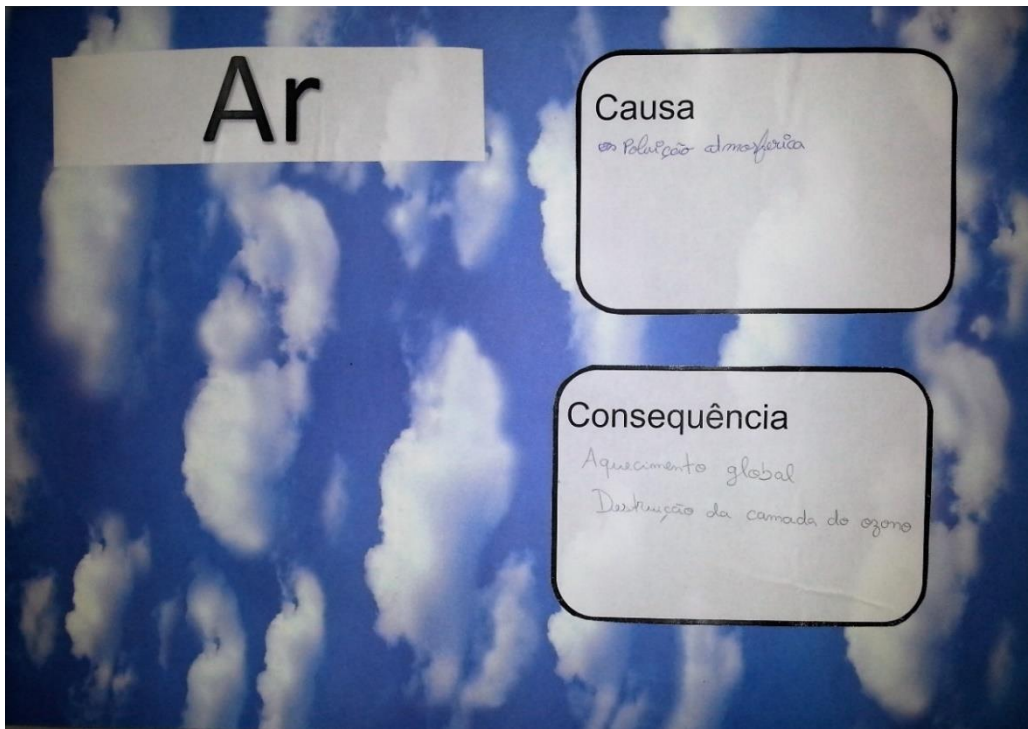 Ar
Causa
Poluição atmosferica
Consequência
Aquecimento global
Destruição da camada do ozono